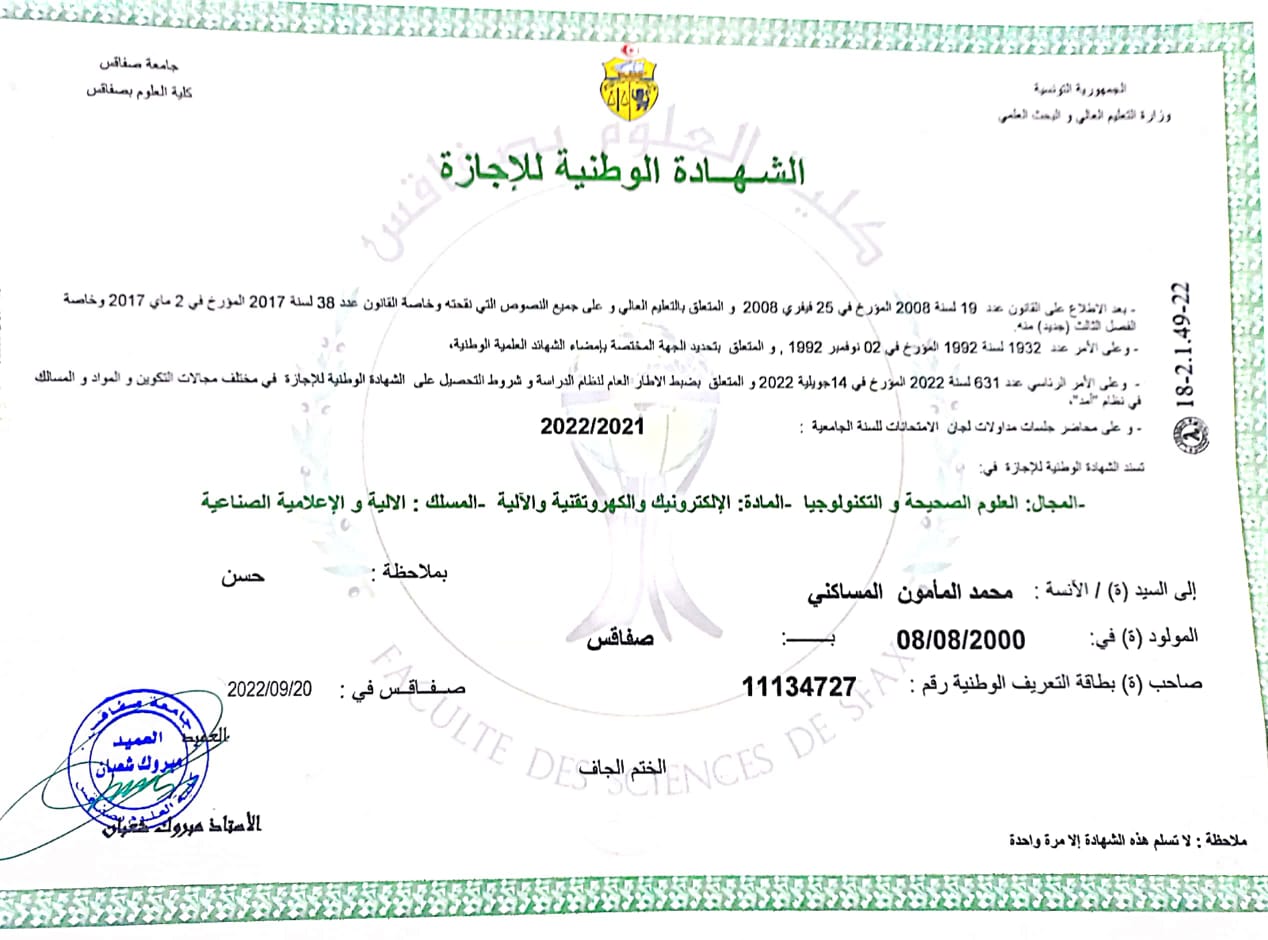 الجمهورية التونسية
وزارة التعليم العالي و البحث العلمي
جامعة صفاقس
كلية العلوم بصفاقس
كلية العلوم بصفاقس
الشهـــادة الوطنية للإجازة
- بعد الاطلاع على القانون عدد 19 لسنة 2008 المؤرخ في 25 فيفري 2008 و المتعلق بالتعليم العالي و على جميع النصوص التي نقحته وخاصة القانون عدد 38 لسنة 2017 المؤرخ في 2 ماي 2017 وخاصة
الفصل الثالث (جديد) منه.
- وعلى الأمر عدد 1932 لسنة 1992 المؤرخ في 02 نوفمبر 1992 , و المتعلق بتحديد الجهة المختصة بإمضاء الشهائد العلمية الوطنية،
- وعلى الأمر الرئاسي عدد 631 لسنة 2022 المؤرخ في 14جويلية 2022 و المتعلق بضبط الاطار العام لنظام الدراسة و شروط التحصيل على الشهادة الوطنية للإجازة في مختلف مجالات التكوين و المواد و المسالك
في نظام "أمد"،
- و على محاضر جلسات مداولات لجان الامتحانات للسنة الجامعية : 2022/2021
تسند الشهادة الوطنية للإجازة في:
-المجال: العلوم الصحيحة و التكنولوجيا -المادة: الإلكترونيك والكهروتقنية والآلية -المسلك : الالية و الإعلامية الصناعية
إلى السيد (ة) / الأنسة : محمد المأمون المساكني
بملاحظة : حسن
المولود (ة) في: 08/08/2000 بــــــ: صفاقس
صاحب (ة) بطاقة التعريف الوطنية رقم : 11134727
صــفــاقــس في : 2022/09/20
العميد
جامعة صفاقس
العميد
مبروك شعبان
كلية العلوم بصفاقس
الأستاذ مبروك شعبان
الختم الجاف
FACULTE DES SCIENCES DE SFAX
ملاحظة : لا تسلم هذه الشهادة إلا مرة واحدة
18-2.1.49-22